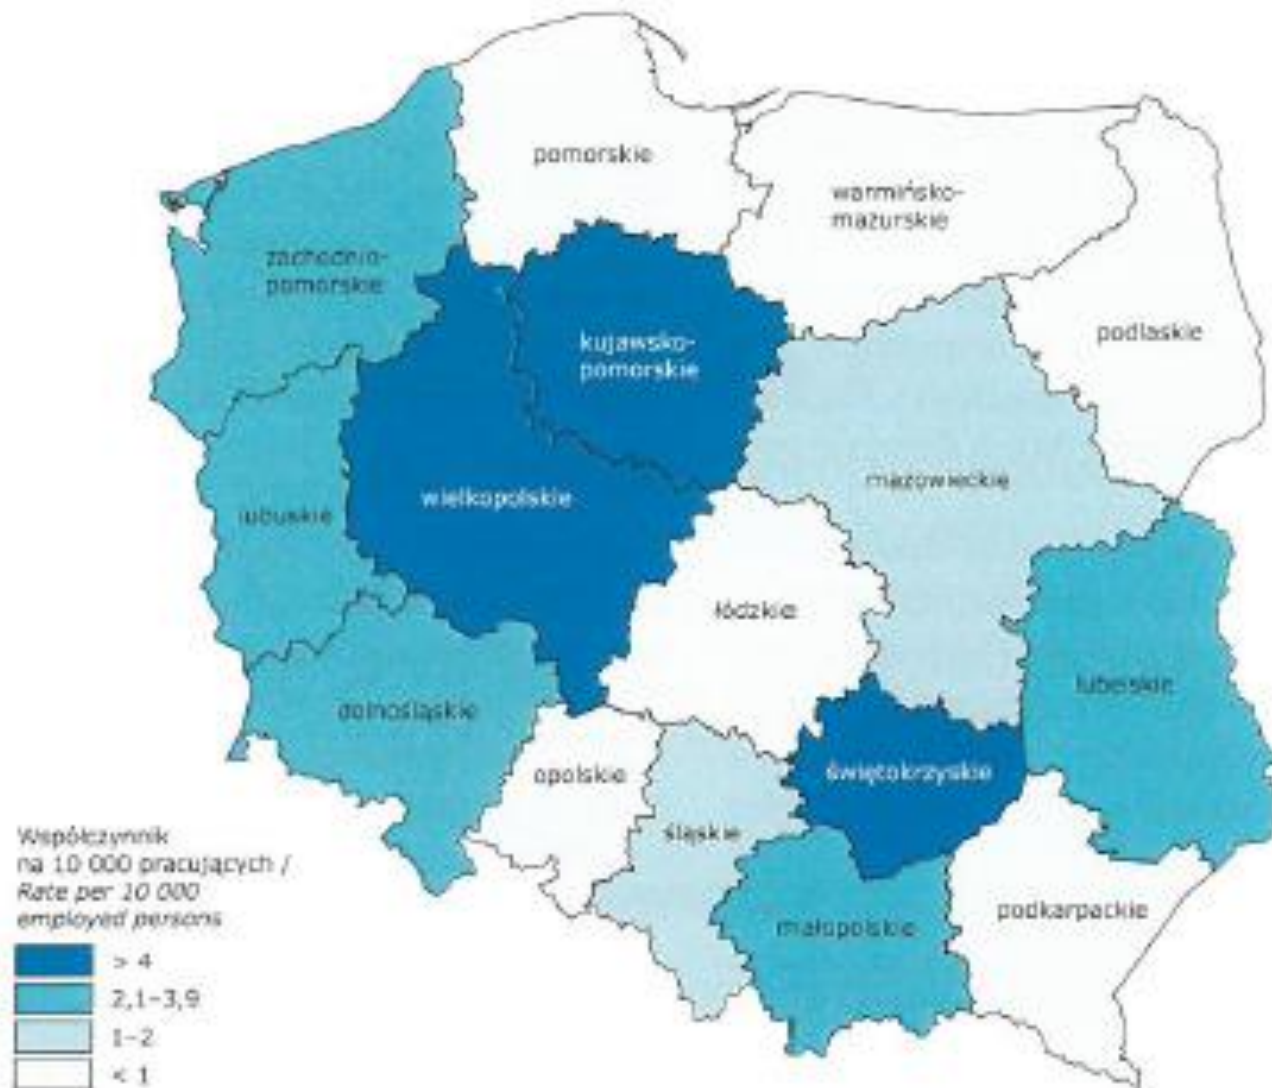 pomorskie
warmińsko-
mazurskie
zachodnio-
pomorskie
podlaskie
kujawsko-
pomorskie
mazowieckie
wielkopolskie
lubuskie
łódzkie
lubelskie
dolnośląskie
opolskie
świętokrzyskie
śląskie
podkarpackie
małopolskie
Współczynnik
na 10 000 pracujących /
Rate per 10 000
employed persons
> 4
2,1–3,9
1–2
< 1